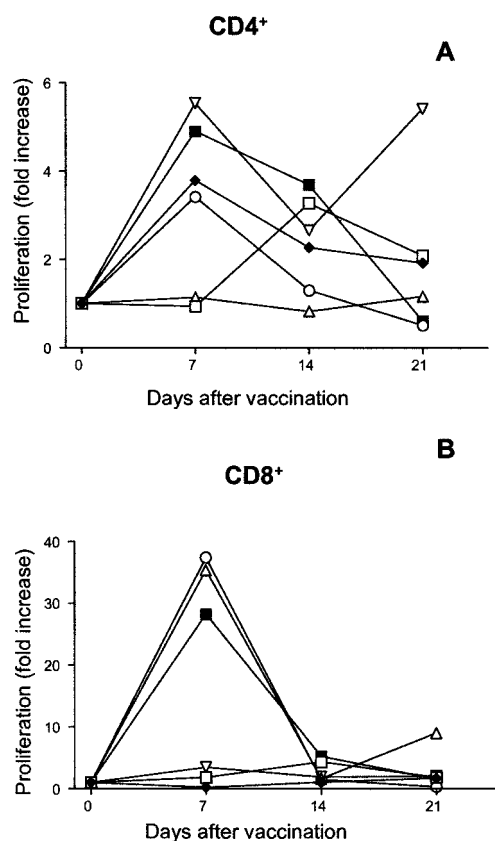 CD4⁺
A
Proliferation (fold increase)
6
4
2
0
0 7 14 21
Days after vaccination
B
CD8⁺
Proliferation (fold increase)
40
30
20
10
0
0 7 14 21
Days after vaccination